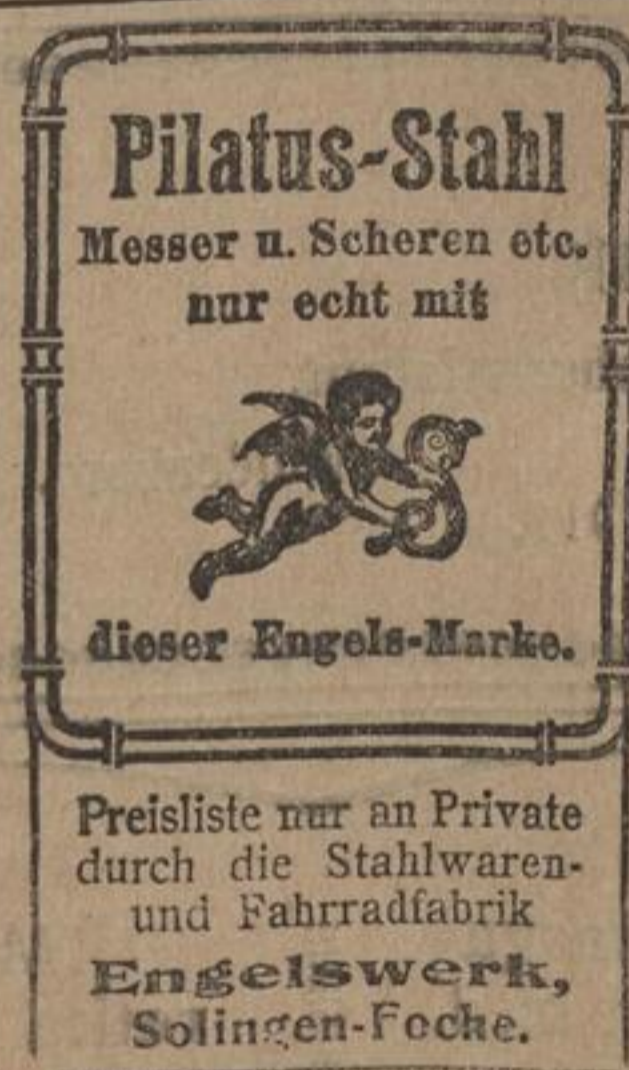 Pilatus-Stahl
Messer u. Scheren etc.
nur echt mit
dieser Engels-Marke.
Preisliste nur an Private
durch die Stahlwaren-
und Fahrradfabrik
Engelswerk,
Solingen-Foche.